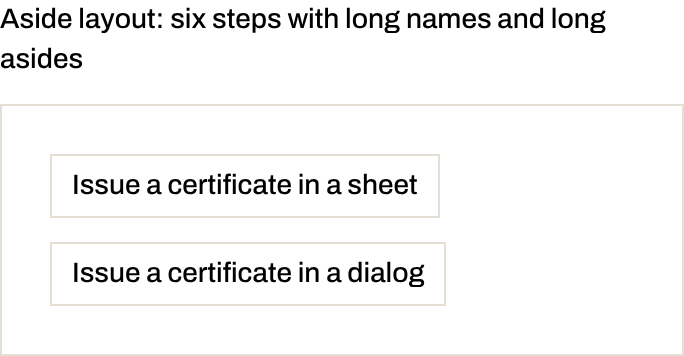 Aside layout: six steps with long names and long
asides
Issue a certificate in a sheet
Issue a certificate in a dialog